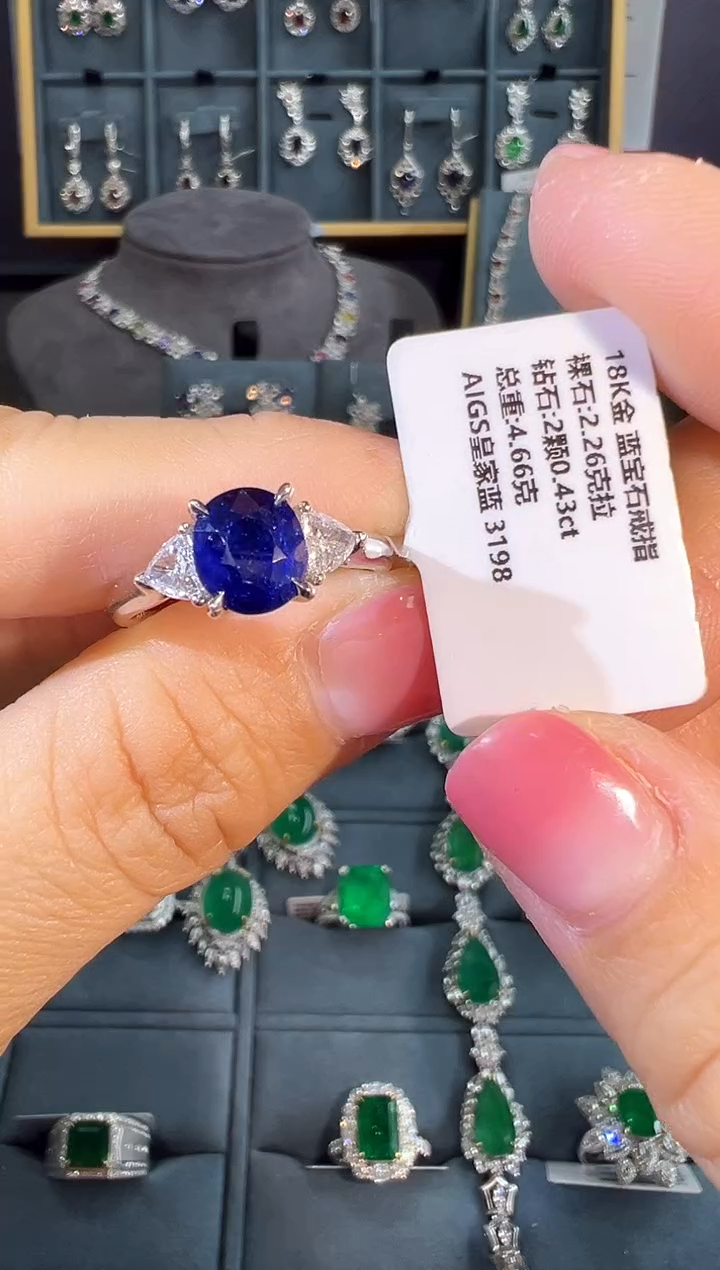 18K金 蓝宝石戒指
裸石:2.26克拉
钻石:2颗0.43ct
总重:4.66克
AIGS皇家蓝 3198